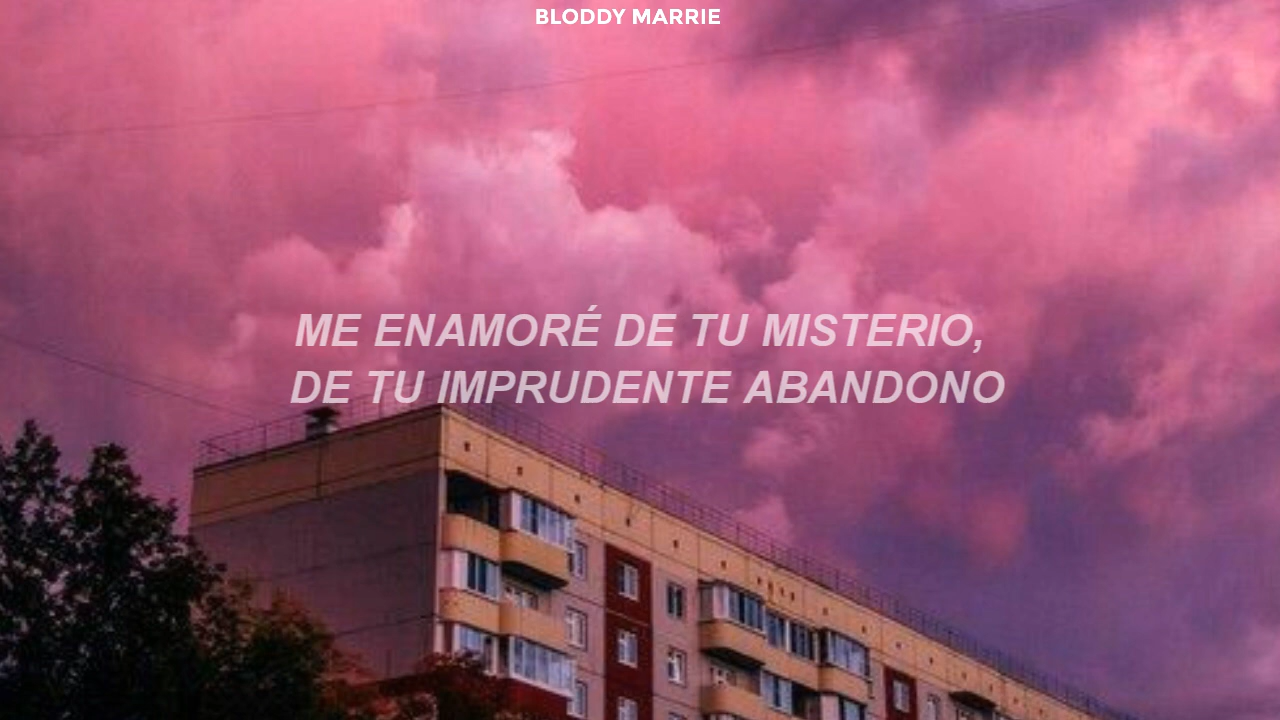 BLODDY MARRIE
ME ENAMORÉ DE TU MISTERIO,
DE TU IMPRUDENTE ABANDONO